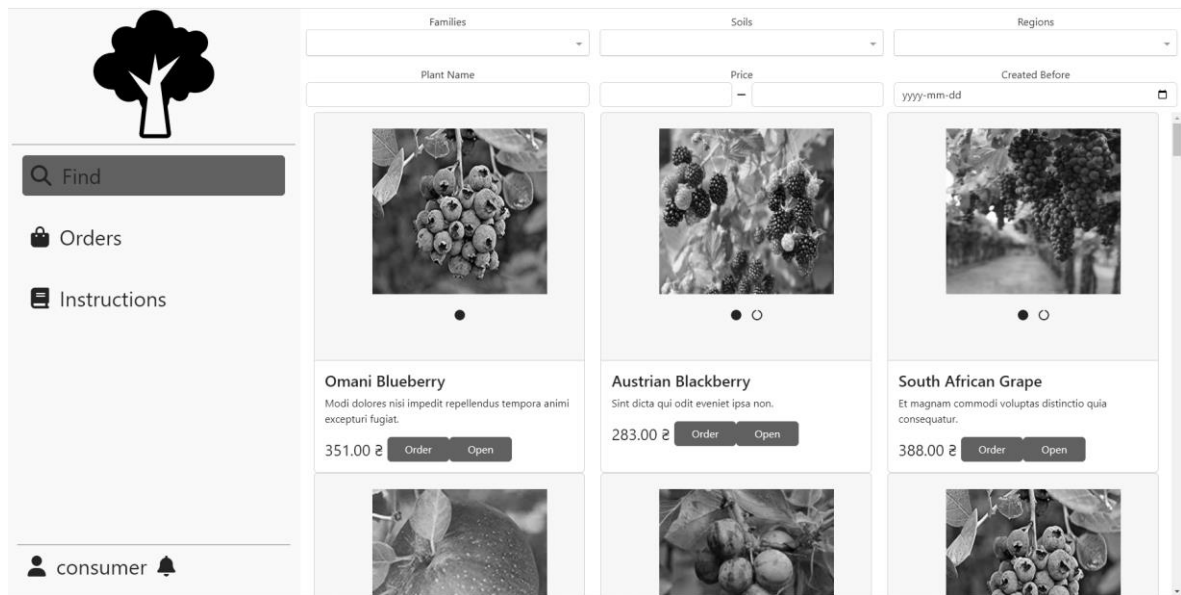 Families
Soils
Regions
Plant Name
Price
Created Before
–
yyyy-mm-dd
Find
Orders
Instructions
Omani Blueberry
Modi dolores nisi impedit repellendus tempora animi
excepturi fugiat.
351.00 ₴ Order Open
Austrian Blackberry
Sint dicta qui odit eveniet ipsa non.
283.00 ₴ Order Open
South African Grape
Et magnam commodi voluptas distinctio quia
consequatur.
388.00 ₴ Order Open
consumer